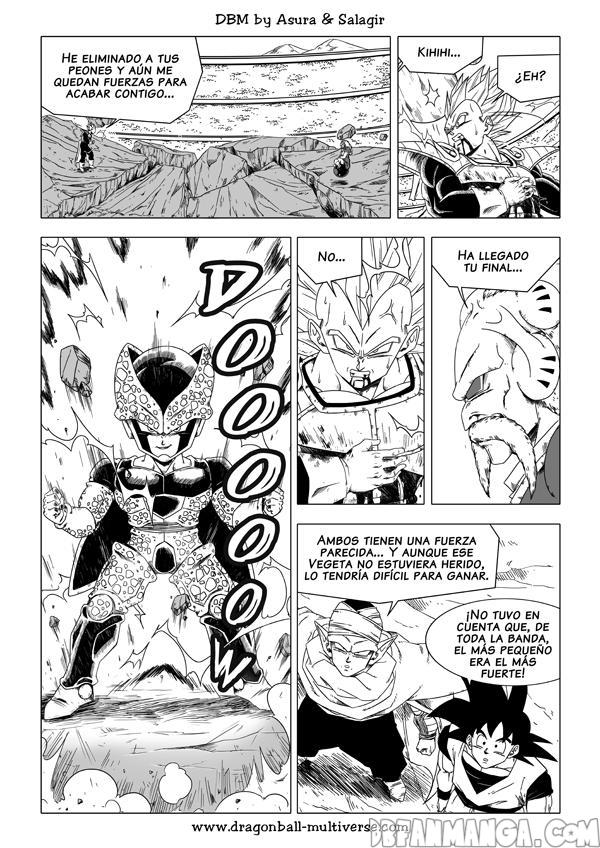 DBM by Asura & Salagir
He eliminado a tus
peones y aún me
quedan fuerzas para
acabar contigo...
Kihihi...
¿Eh?
DOOOOOW
No...
Ha llegado
tu final...
Ambos tienen una fuerza
parecida... Y aunque ese
Vegeta no estuviera herido,
lo tendría difícil para ganar.
¡No tuvo en
cuenta que, de
toda la banda,
el más pequeño
era el más
fuerte!
www.dragonball-multiverse.com
DBFANMANGA.COM